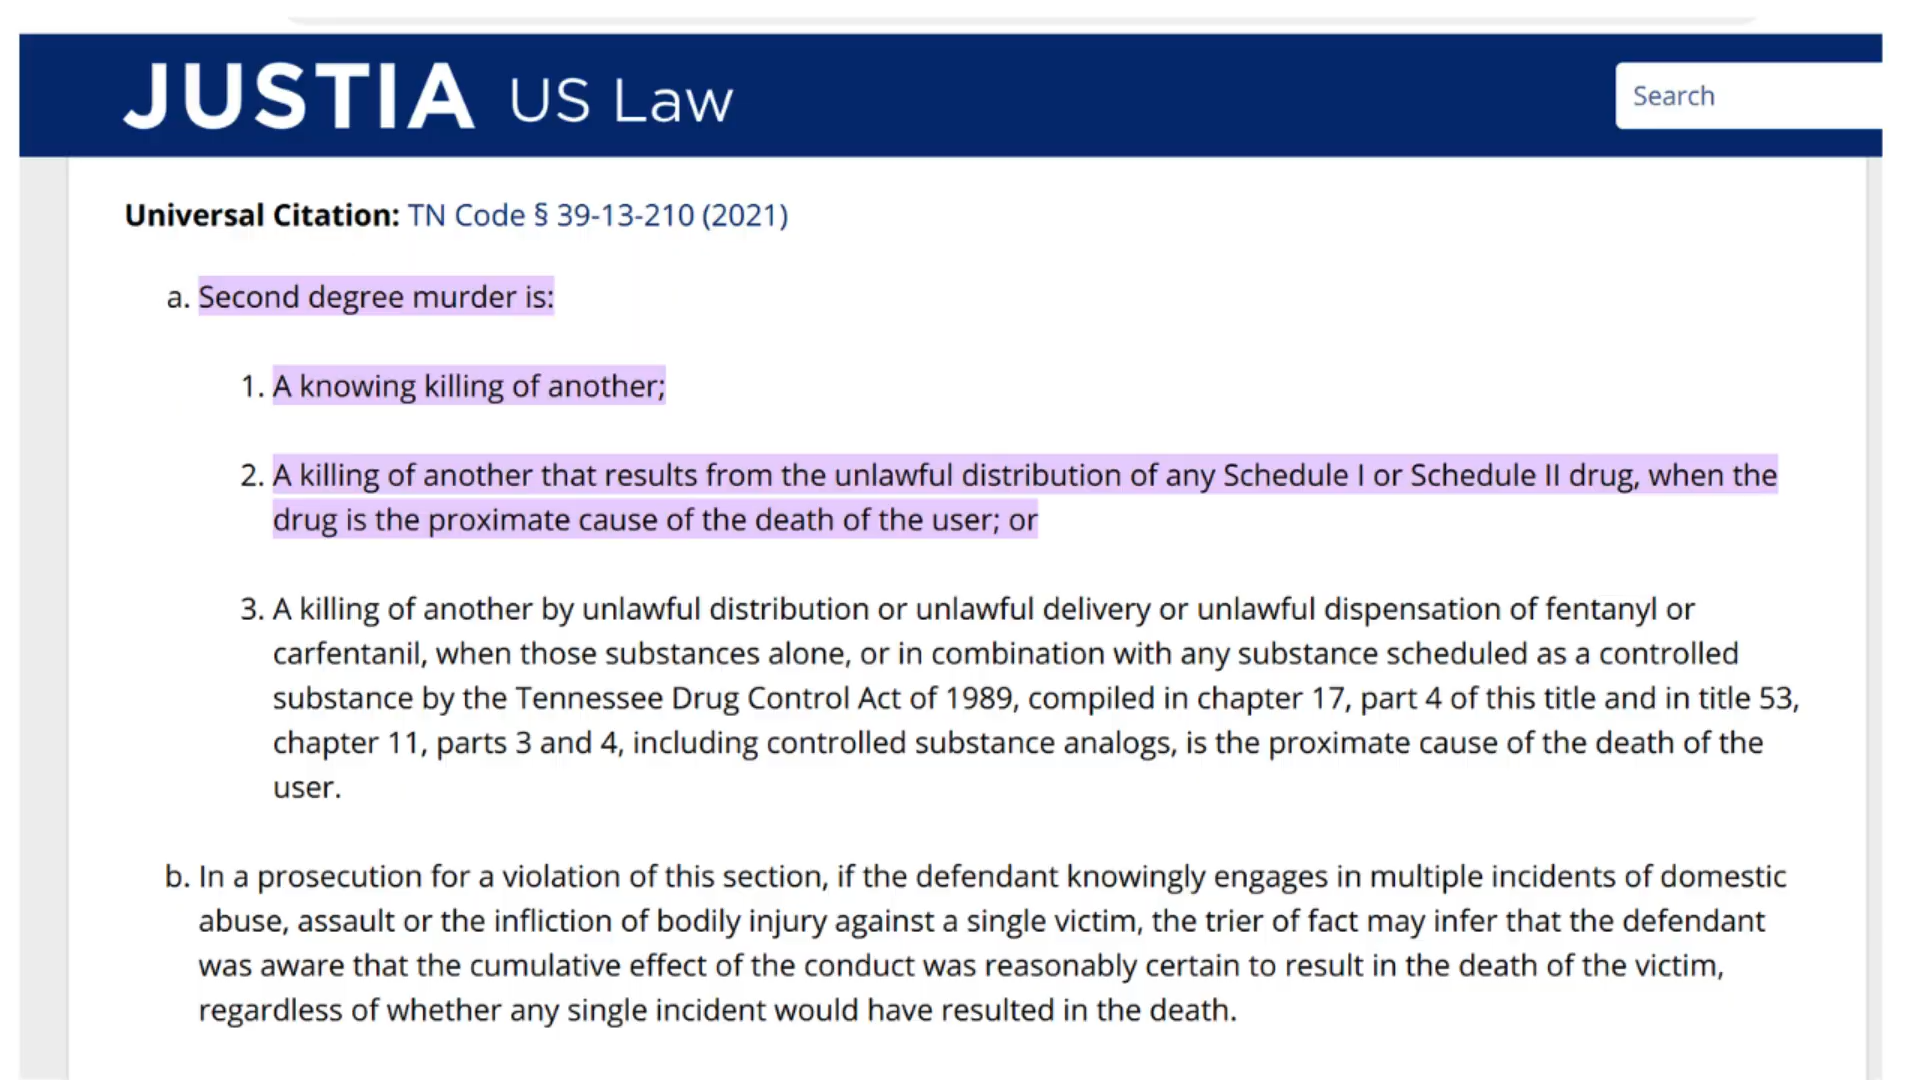 JUSTIA US Law
Search
Universal Citation: TN Code § 39-13-210 (2021)
a. Second degree murder is:
1. A knowing killing of another;
2. A killing of another that results from the unlawful distribution of any Schedule I or Schedule II drug, when the
drug is the proximate cause of the death of the user; or
3. A killing of another by unlawful distribution or unlawful delivery or unlawful dispensation of fentanyl or
carfentanil, when those substances alone, or in combination with any substance scheduled as a controlled
substance by the Tennessee Drug Control Act of 1989, compiled in chapter 17, part 4 of this title and in title 53,
chapter 11, parts 3 and 4, including controlled substance analogs, is the proximate cause of the death of the
user.
b. In a prosecution for a violation of this section, if the defendant knowingly engages in multiple incidents of domestic
abuse, assault or the infliction of bodily injury against a single victim, the trier of fact may infer that the defendant
was aware that the cumulative effect of the conduct was reasonably certain to result in the death of the victim,
regardless of whether any single incident would have resulted in the death.